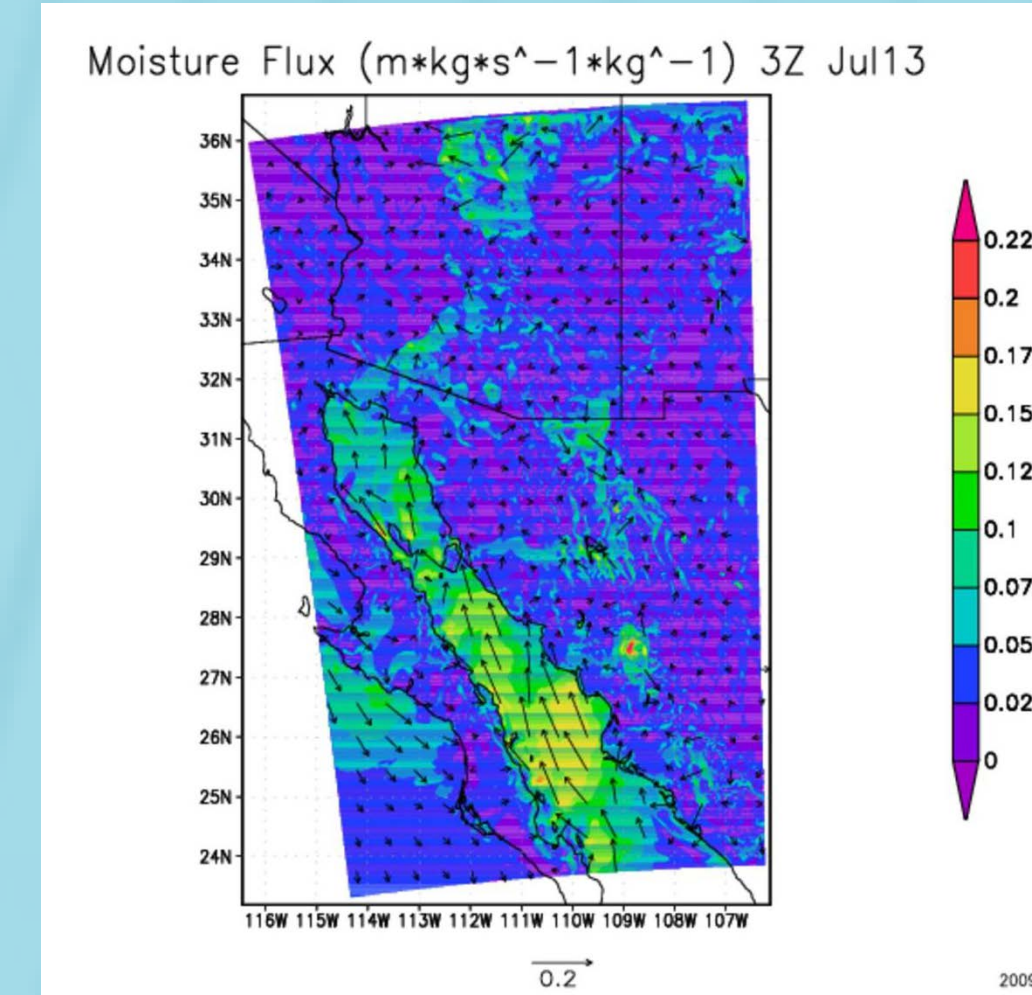 Moisture Flux (m*kg*s^-1*kg^-1) 3Z Jul13
36N
35N
34N
33N
32N
31N
30N
29N
28N
27N
26N
25N
24N
116W 115W 114W 113W 112W 111W 110W 109W 108W 107W
0.2
0.22
0.2
0.17
0.15
0.12
0.1
0.07
0.05
0.02
0
2009